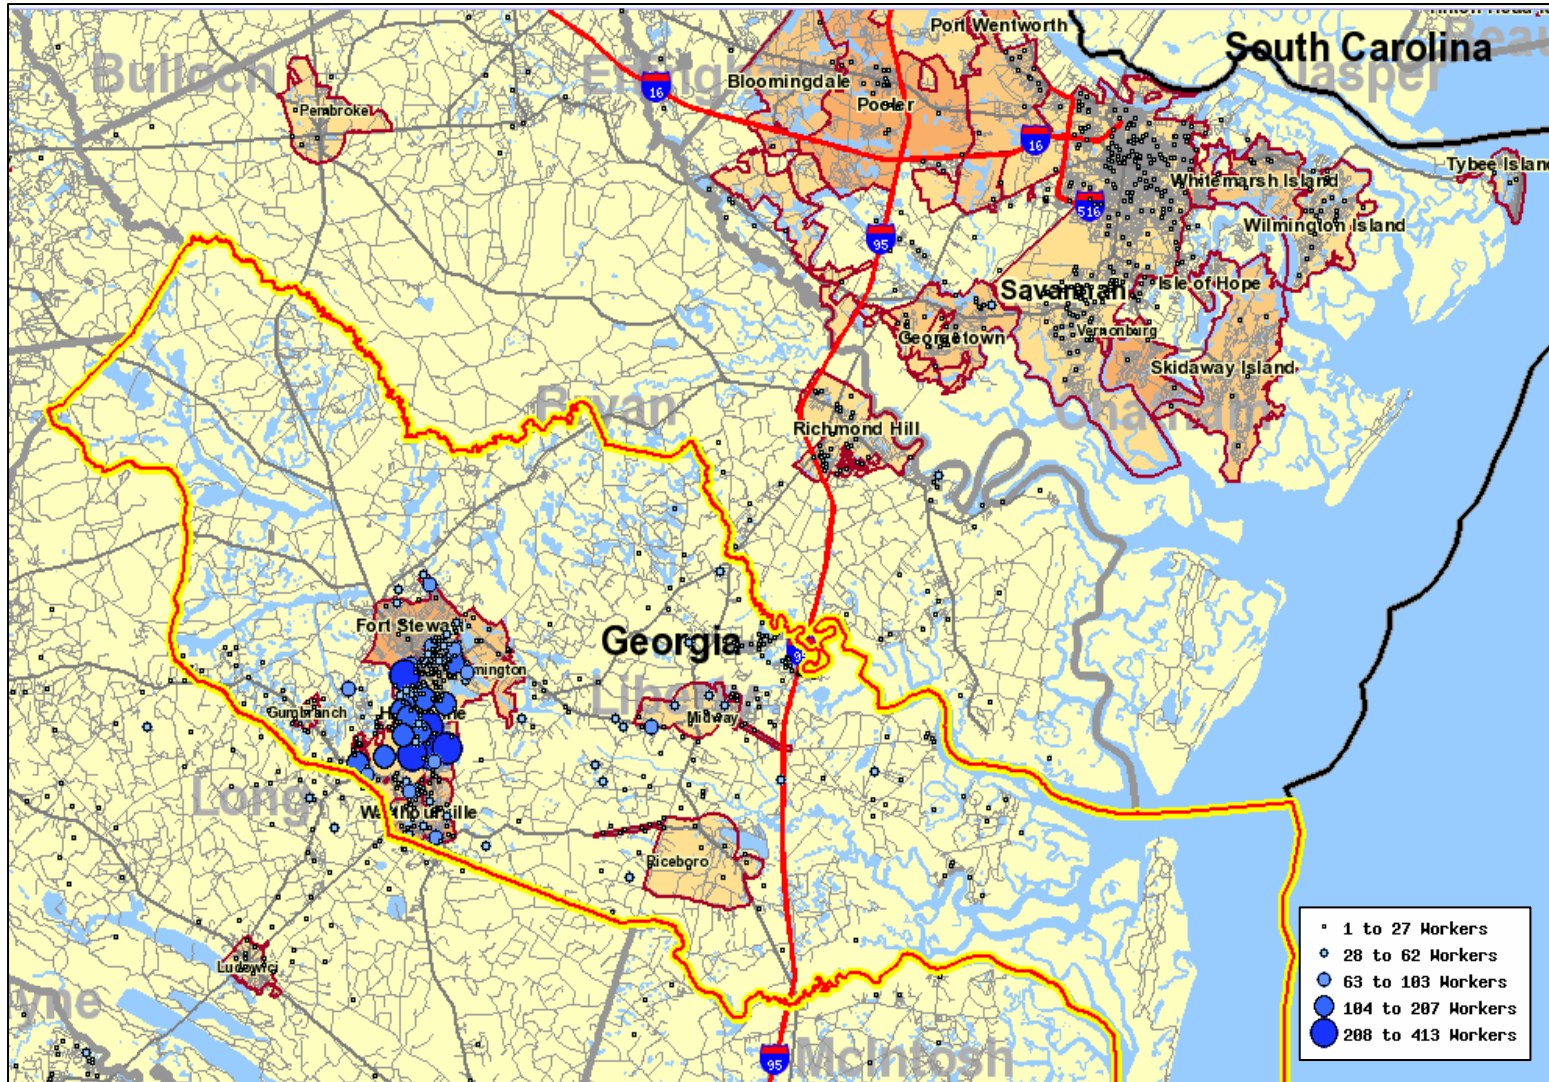 Port Wentworth
South Carolina
Bulloch
Bloomingdale
Jasper
16
Pooler
Pembroke
16
Tybee Island
Whitemarsh Island
516
Wilmington Island
95
Isle of Hope
Savannah
Vernonburg
Georgetown
Skidaway Island
Bryan
Chatham
Richmond Hill
Fort Stewart
Georgia
mington
Liberty
Gumbranch
Midway
Long
Walthourville
Riceboro
1 to 27 Workers
28 to 62 Workers
63 to 103 Workers
104 to 207 Workers
208 to 413 Workers
Ludowici
yne
McIntosh
95